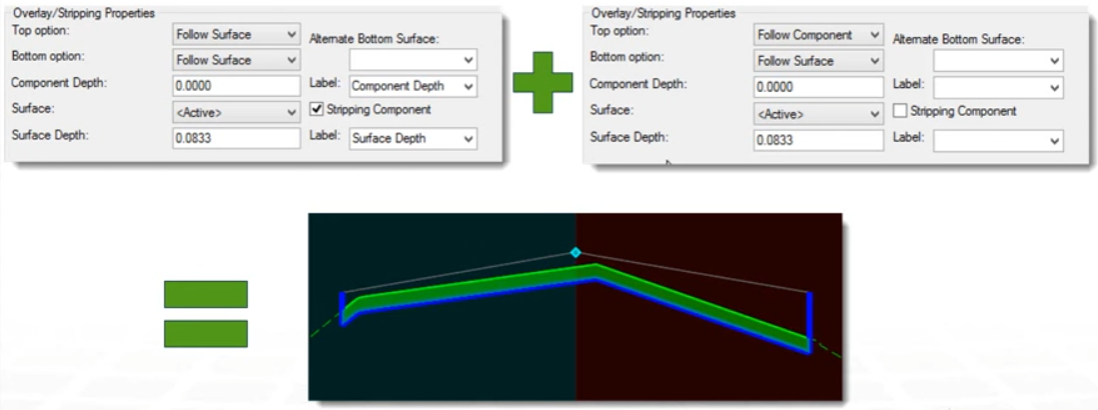 Overlay/Stripping Properties
Top option: Follow Surface Alternate Bottom Surface:
Bottom option: Follow Surface
Component Depth: 0.0000 Label: Component Depth
Surface: <Active> Stripping Component
Surface Depth: 0.0833 Label: Surface Depth
Overlay/Stripping Properties
Top option: Follow Component Alternate Bottom Surface:
Bottom option: Follow Surface
Component Depth: 0.0000 Label:
Surface: <Active> Stripping Component
Surface Depth: 0.0833 Label: